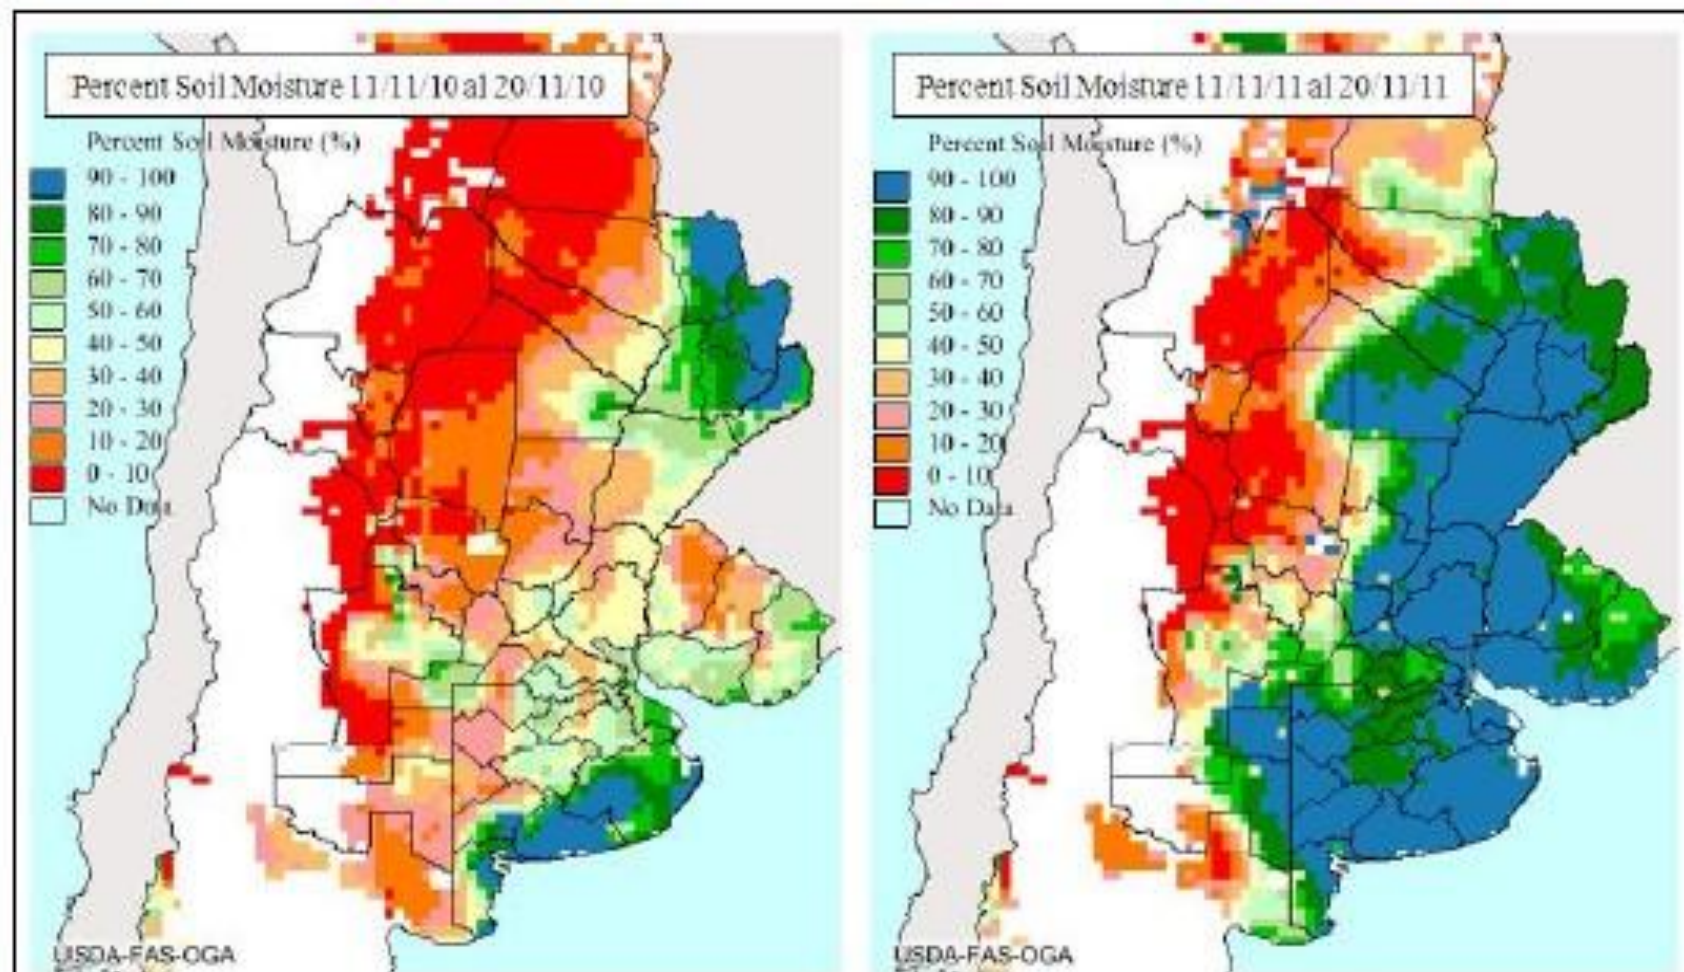 Percent Soil Moisture 11/11/10 al 20/11/10
Percent Soil Moisture (%)
90 - 100
80 - 90
70 - 80
60 - 70
50 - 60
40 - 50
30 - 40
20 - 30
10 - 20
0 - 10
No Data
USDA-FAS-OGA
Percent Soil Moisture 11/11/11 al 20/11/11
Percent Soil Moisture (%)
90 - 100
80 - 90
70 - 80
60 - 70
50 - 60
40 - 50
30 - 40
20 - 30
10 - 20
0 - 10
No Data
USDA-FAS-OGA